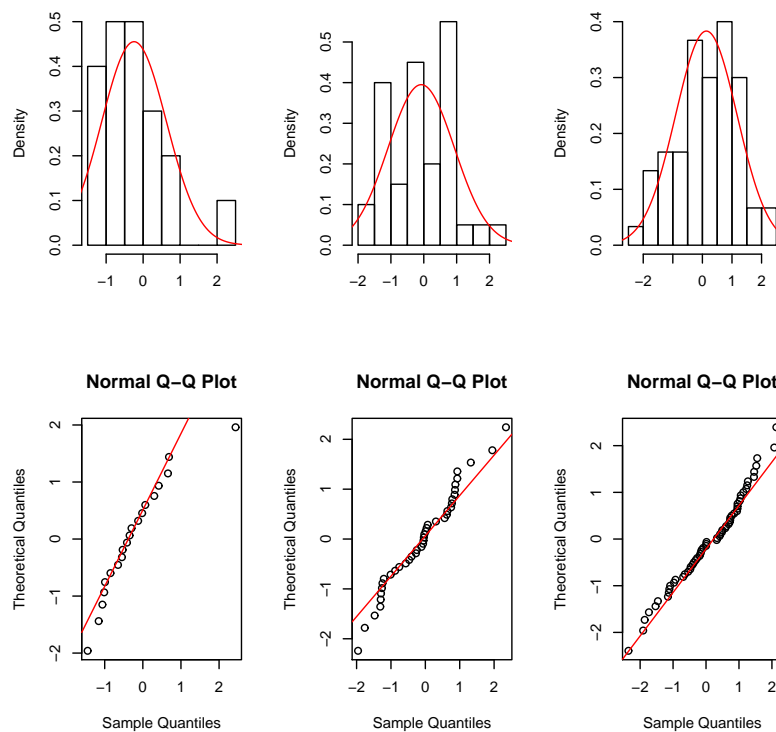 Density
0.0 0.1 0.2 0.3 0.4 0.5
−1 0 1 2
Density
0.0 0.1 0.2 0.3 0.4 0.5
−2 −1 0 1 2
Density
0.0 0.1 0.2 0.3 0.4
−2 0 1 2
Normal Q−Q Plot
Theoretical Quantiles
−2 −1 0 1 2
−1 0 1 2
Sample Quantiles
Normal Q−Q Plot
Theoretical Quantiles
−2 −1 0 1 2
−2 −1 0 1 2
Sample Quantiles
Normal Q−Q Plot
Theoretical Quantiles
−2 −1 0 1 2
−2 −1 0 1 2
Sample Quantiles